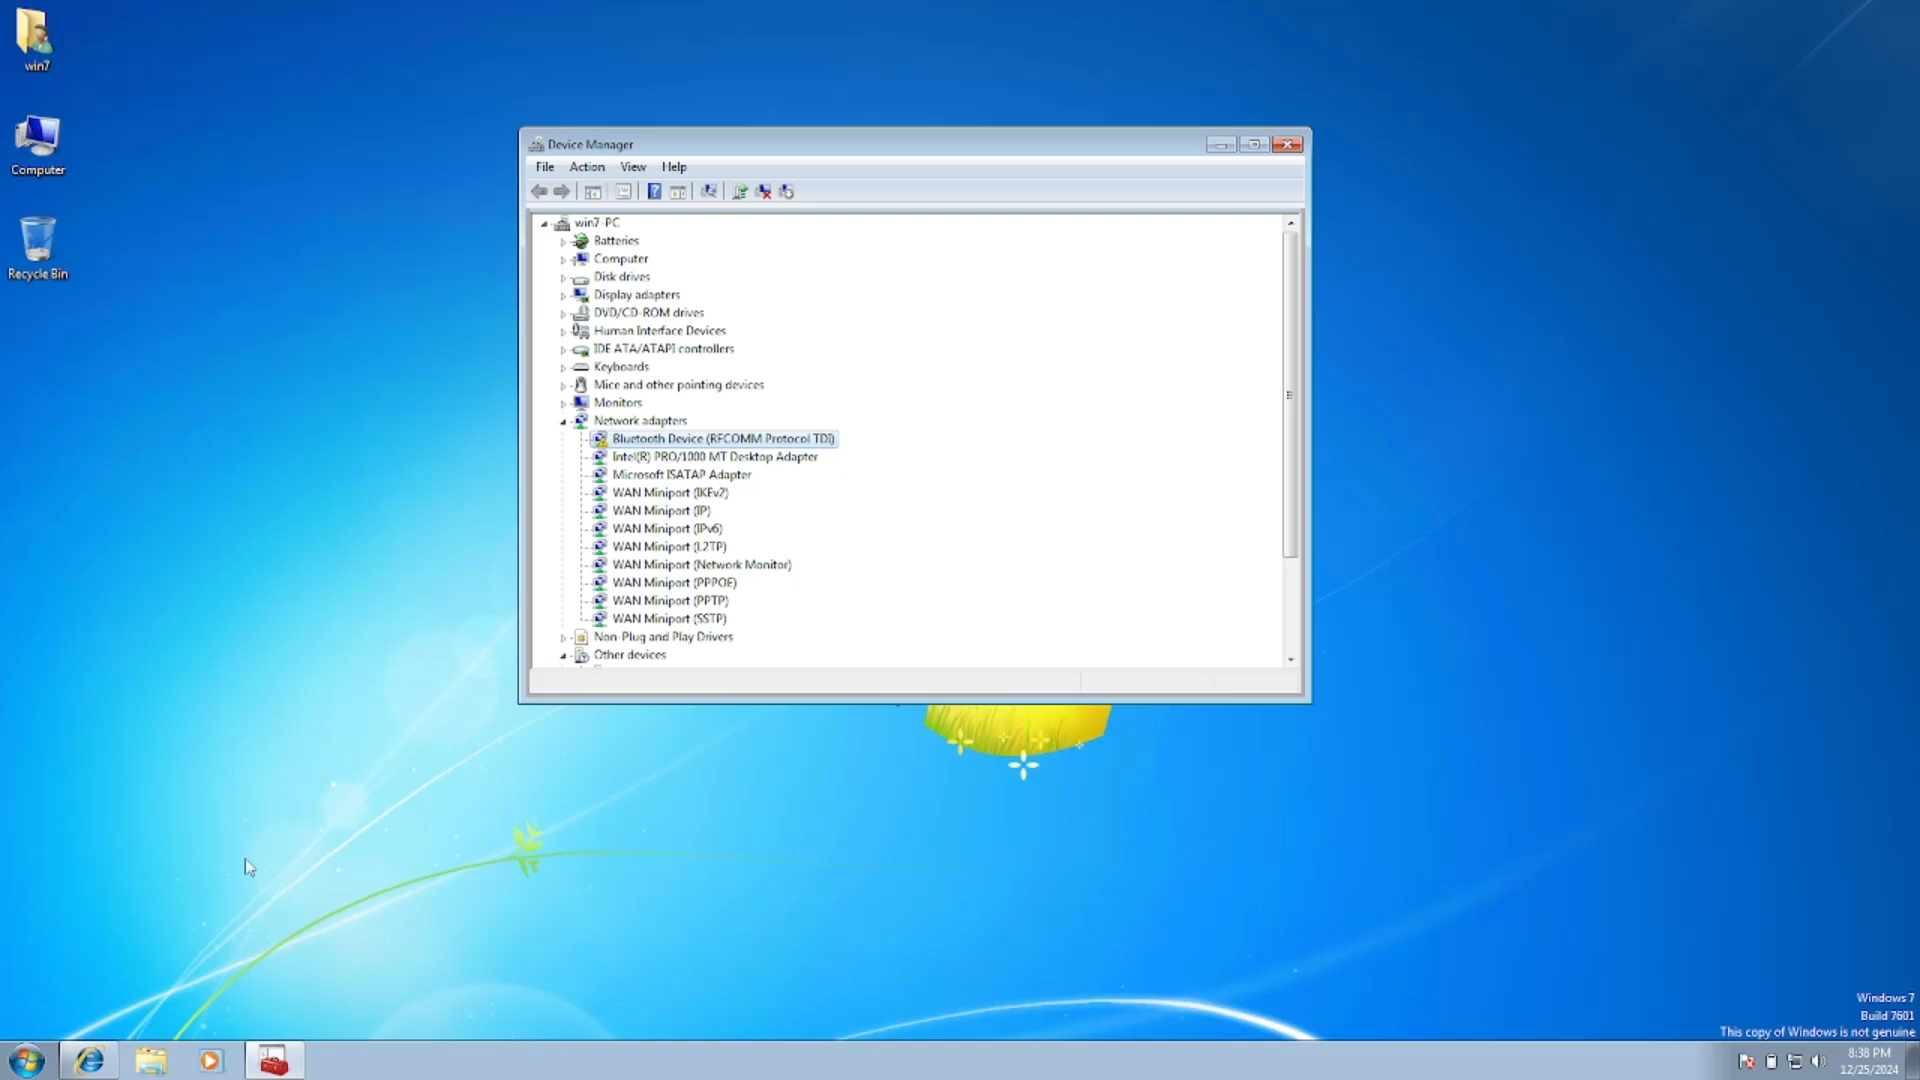 win7
Computer
Recycle Bin
Device Manager
File Action View Help
win7-PC
Batteries
Computer
Disk drives
Display adapters
DVD/CD-ROM drives
Human Interface Devices
IDE ATA/ATAPI controllers
Keyboards
Mice and other pointing devices
Monitors
Network adapters
Bluetooth Device (RFCOMM Protocol TDI)
Intel(R) PRO/1000 MT Desktop Adapter
Microsoft ISATAP Adapter
WAN Miniport (IKEv2)
WAN Miniport (IP)
WAN Miniport (IPv6)
WAN Miniport (L2TP)
WAN Miniport (Network Monitor)
WAN Miniport (PPPOE)
WAN Miniport (PPTP)
WAN Miniport (SSTP)
Non-Plug and Play Drivers
Other devices
Windows 7
Build 7601
This copy of Windows is not genuine
8:38 PM
12/25/2024